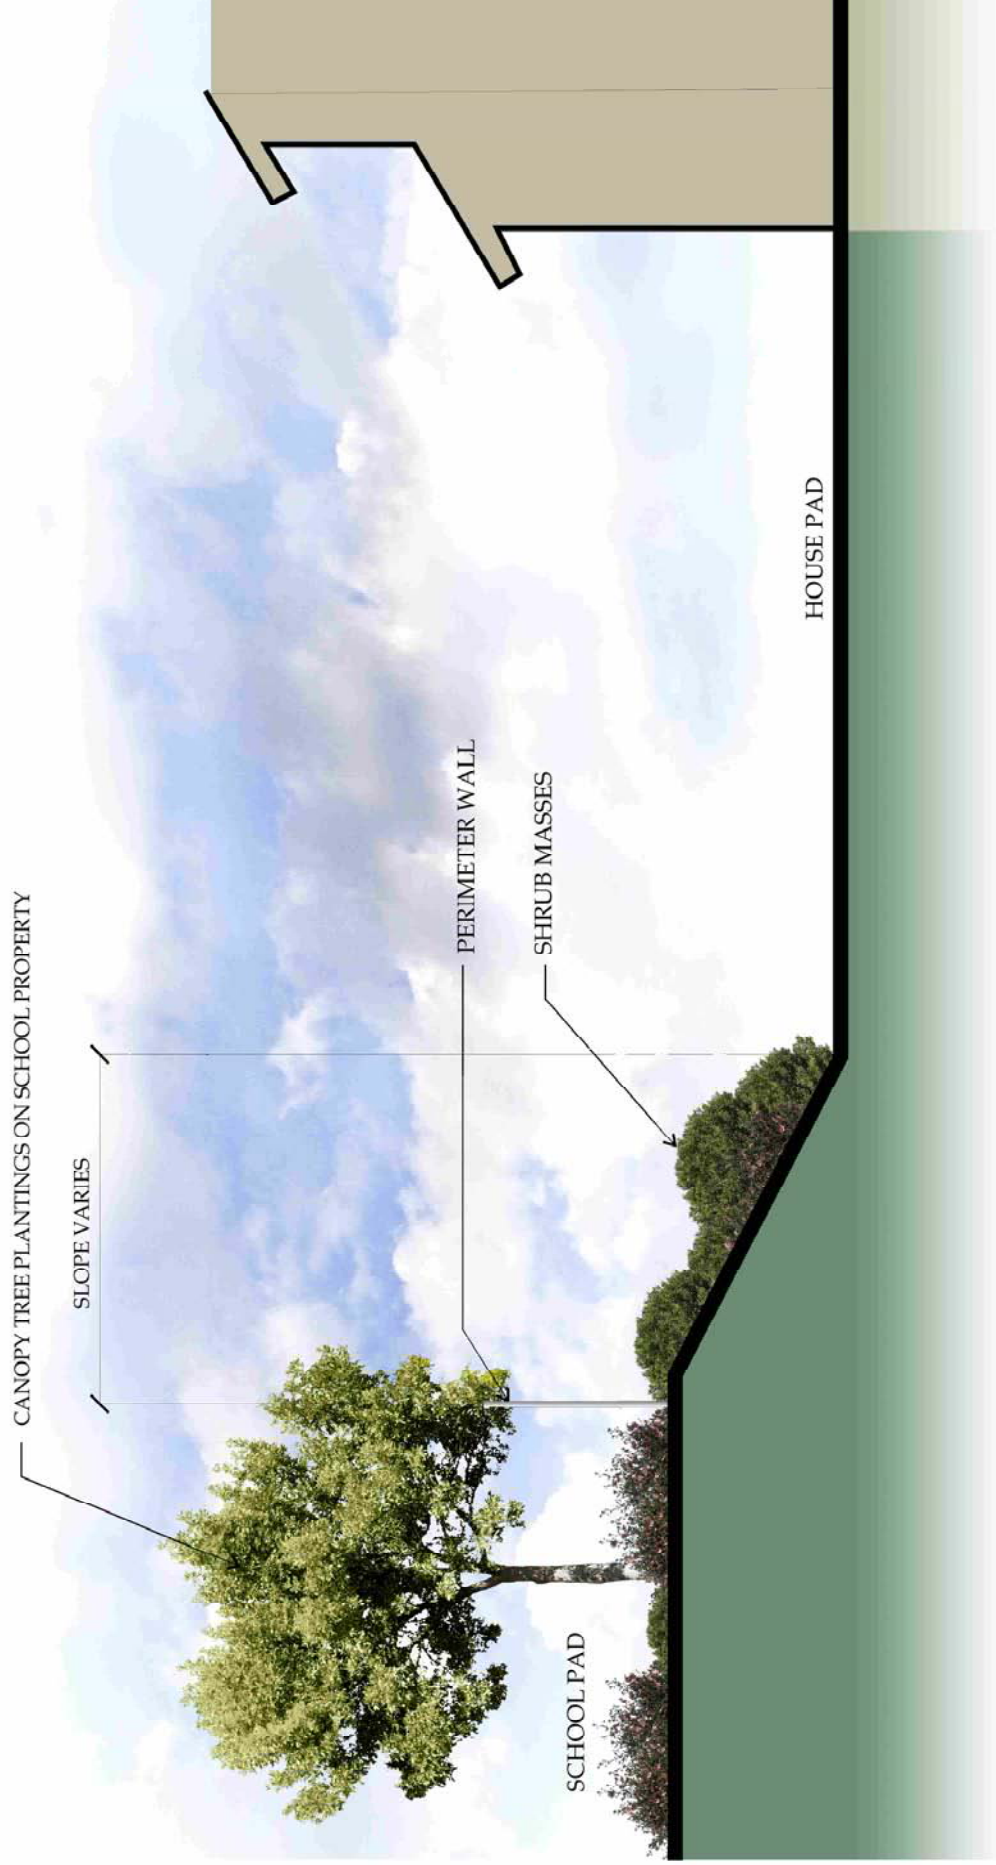 CANOPY TREE PLANTINGS ON SCHOOL PROPERTY
SLOPE VARIES
PERIMETER WALL
SHRUB MASSES
SCHOOL PAD
HOUSE PAD